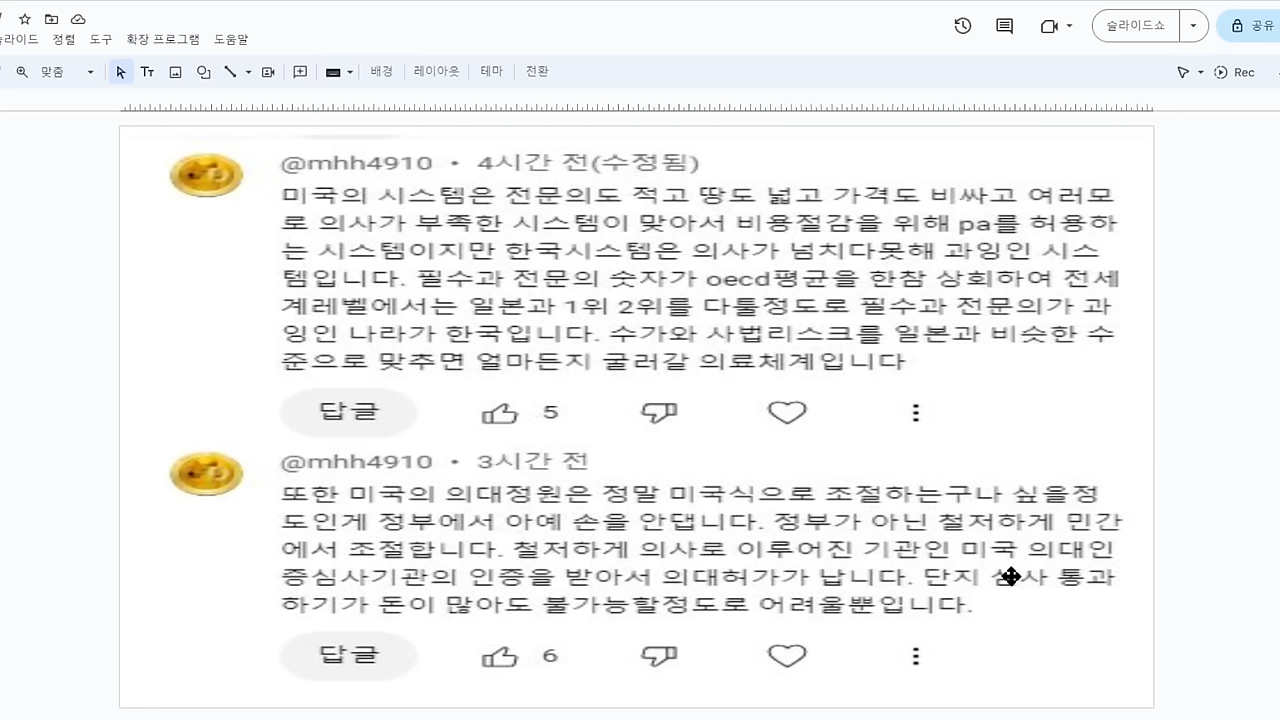 슬라이드 정렬 도구 확장 프로그램 도움말
슬라이드쇼
공유
맞춤
Tт
배경 레이아웃 테마 전환
Rec
@mhh4910 • 4시간 전(수정됨)
미국의 시스템은 전문의도 적고 땅도 넓고 가격도 비싸고 여러모
로 의사가 부족한 시스템이 맞아서 비용절감을 위해 pa를 허용하
는 시스템이지만 한국시스템은 의사가 넘치다못해 과잉인 시스
템입니다. 필수과 전문의 숫자가 oecd평균을 한참 상회하여 전세
계레벨에서는 일본과 1위 2위를 다툴정도로 필수과 전문의가 과
잉인 나라가 한국입니다. 수가와 사법리스크를 일본과 비슷한 수
준으로 맞추면 얼마든지 굴러갈 의료체계입니다
답글 5
@mhh4910 • 3시간 전
또한 미국의 의대정원은 정말 미국식으로 조절하는구나 싶을정
도인게 정부에서 아예 손을 안댑니다. 정부가 아닌 철저하게 민간
에서 조절합니다. 철저하게 의사로 이루어진 기관인 미국 의대인
증심사기관의 인증을 받아서 의대허가가 납니다. 단지 심사 통과
하기가 돈이 많아도 불가능할정도로 어려울뿐입니다.
답글 6